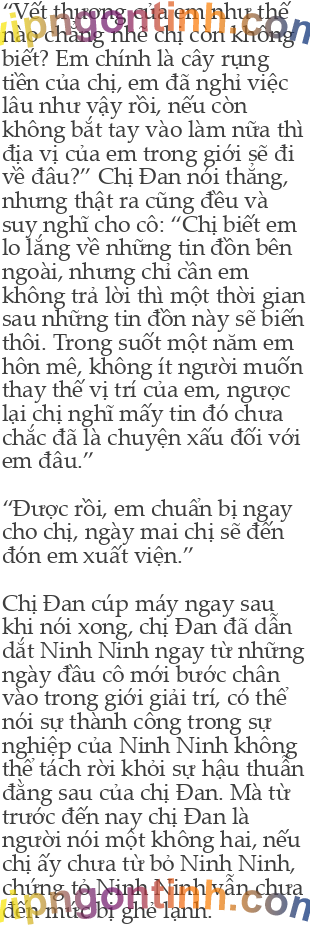 “Vết thương của em như thế
nào chẳng nhẽ chị còn không
biết? Em chính là cây rụng
tiền của chị, em đã nghỉ việc
lâu như vậy rồi, nếu còn
không bắt tay vào làm nữa thì
địa vị của em trong giới sẽ đi
về đâu?” Chị Đan nói thẳng,
nhưng thật ra cũng đều và
suy nghĩ cho cô: “Chị biết em
lo lắng về những tin đồn bên
ngoài, nhưng chỉ cần em
không trả lời thì một thời gian
sau những tin đồn này sẽ biến
thôi. Trong suốt một năm em
hôn mê, không ít người muốn
thay thế vị trí của em, ngược
lại chị nghĩ mấy tin đó chưa
chắc đã là chuyện xấu đối với
em đâu.”
“Được rồi, em chuẩn bị ngay
cho chị, ngày mai chị sẽ đến
đón em xuất viện.”
Chị Đan cúp máy ngay sau
khi nói xong, chị Đan đã dẫn
dắt Ninh Ninh ngay từ những
ngày đầu cô mới bước chân
vào trong giới giải trí, có thể
nói sự thành công trong sự
nghiệp của Ninh Ninh không
thể tách rời khỏi sự hậu thuẫn
đằng sau của chị Đan. Mà từ
trước đến nay chị Đan là
người nói một không hai, nếu
chị ấy chưa từ bỏ Ninh Ninh,
chứng tỏ Ninh Ninh vẫn chưa
đến mức bị ghẻ lạnh.
vipngontinh.com